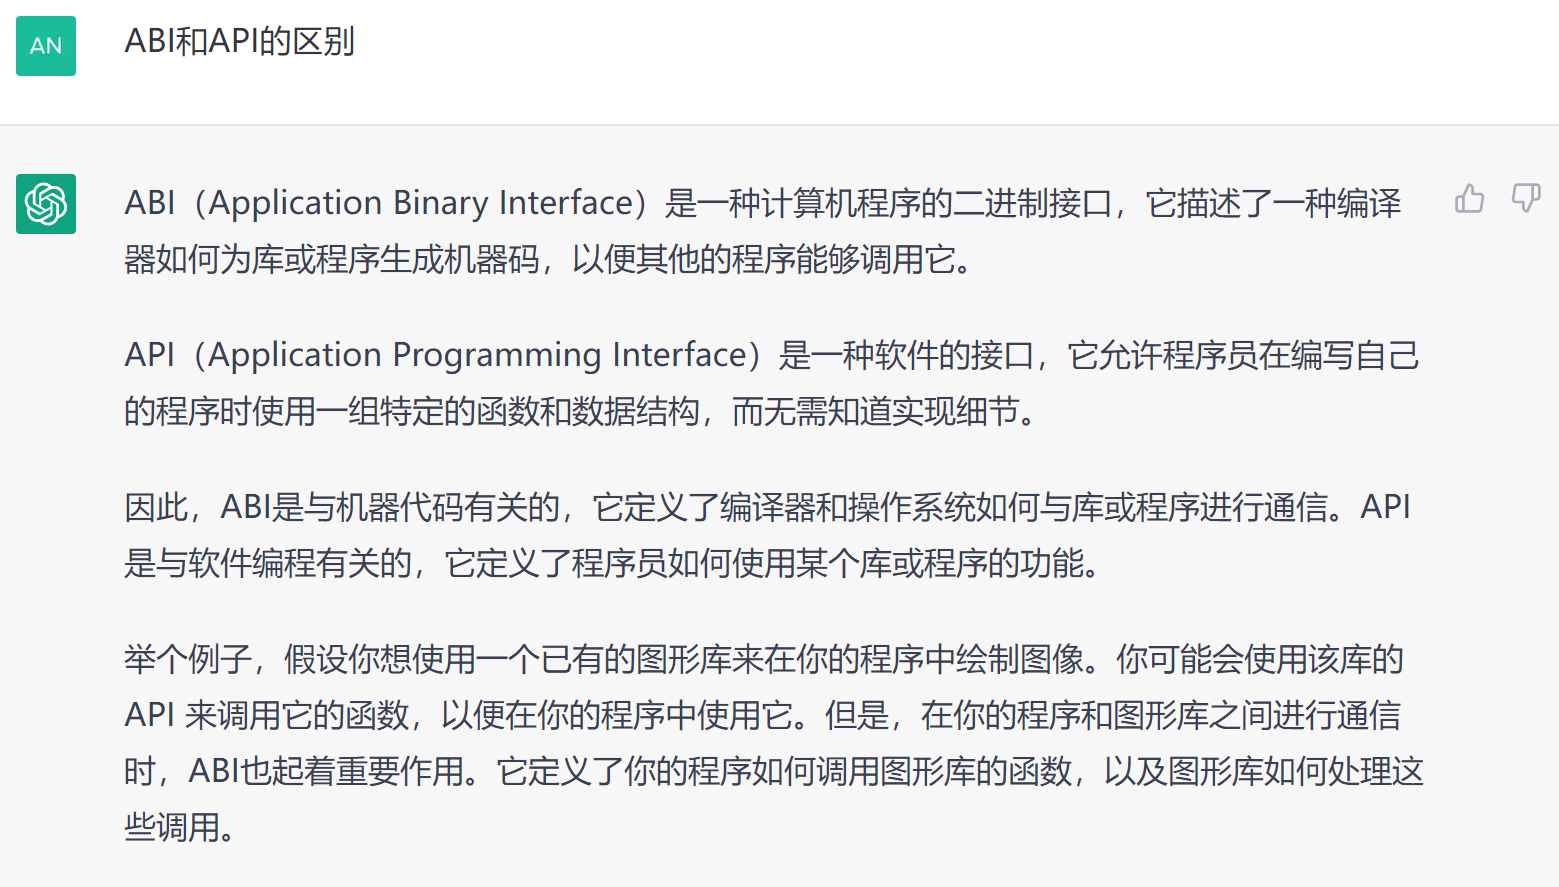 AN
ABI和API的区别
ABI（Application Binary Interface）是一种计算机程序的二进制接口，它描述了一种编译
器如何为库或程序生成机器码，以便其他的程序能够调用它。
API（Application Programming Interface）是一种软件的接口，它允许程序员在编写自己
的程序时使用一组特定的函数和数据结构，而无需知道实现细节。
因此，ABI是与机器代码有关的，它定义了编译器和操作系统如何与库或程序进行通信。API
是与软件编程有关的，它定义了程序员如何使用某个库或程序的功能。
举个例子，假设你想使用一个已有的图形库来在你的程序中绘制图像。你可能会使用该库的
API 来调用它的函数，以便在你的程序中使用它。但是，在你的程序和图形库之间进行通信
时，ABI也起着重要作用。它定义了你的程序如何调用图形库的函数，以及图形库如何处理这
些调用。